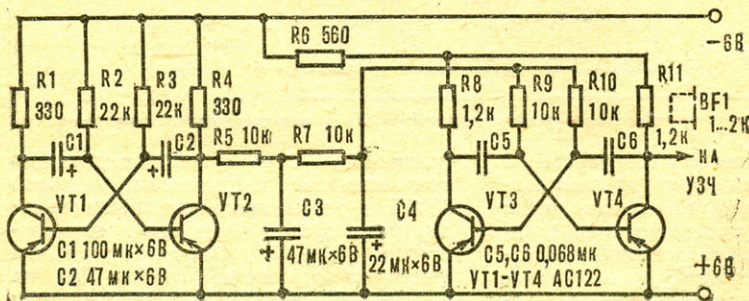 -6В
R6 560
R1
330
R2
22к
R3
22к
R4
330
R8
1,2к
R9
10к
R10
10к
R11
1,2к
BF1
1...2к
C1
+
C2
+
R5 10к
R7 10к
C5
C6
НА
УЗЧ
VT1
VT2
VT3
VT4
C3
+
47мк×6В
C4
+
22мк×6В
C1 100мк×6В
C2 47мк×6В
C5,C6 0,068мк
VT1-VT4 AC122
+6В